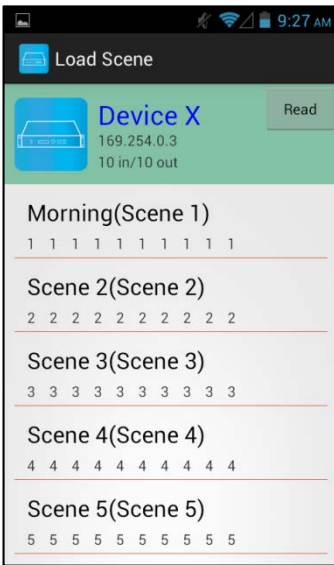 9:27 AM
Load Scene
Device X
Read
169.254.0.3
10 in/10 out
Morning(Scene 1)
1 1 1 1 1 1 1 1 1 1
Scene 2(Scene 2)
2 2 2 2 2 2 2 2 2 2
Scene 3(Scene 3)
3 3 3 3 3 3 3 3 3 3
Scene 4(Scene 4)
4 4 4 4 4 4 4 4 4 4
Scene 5(Scene 5)
5 5 5 5 5 5 5 5 5 5